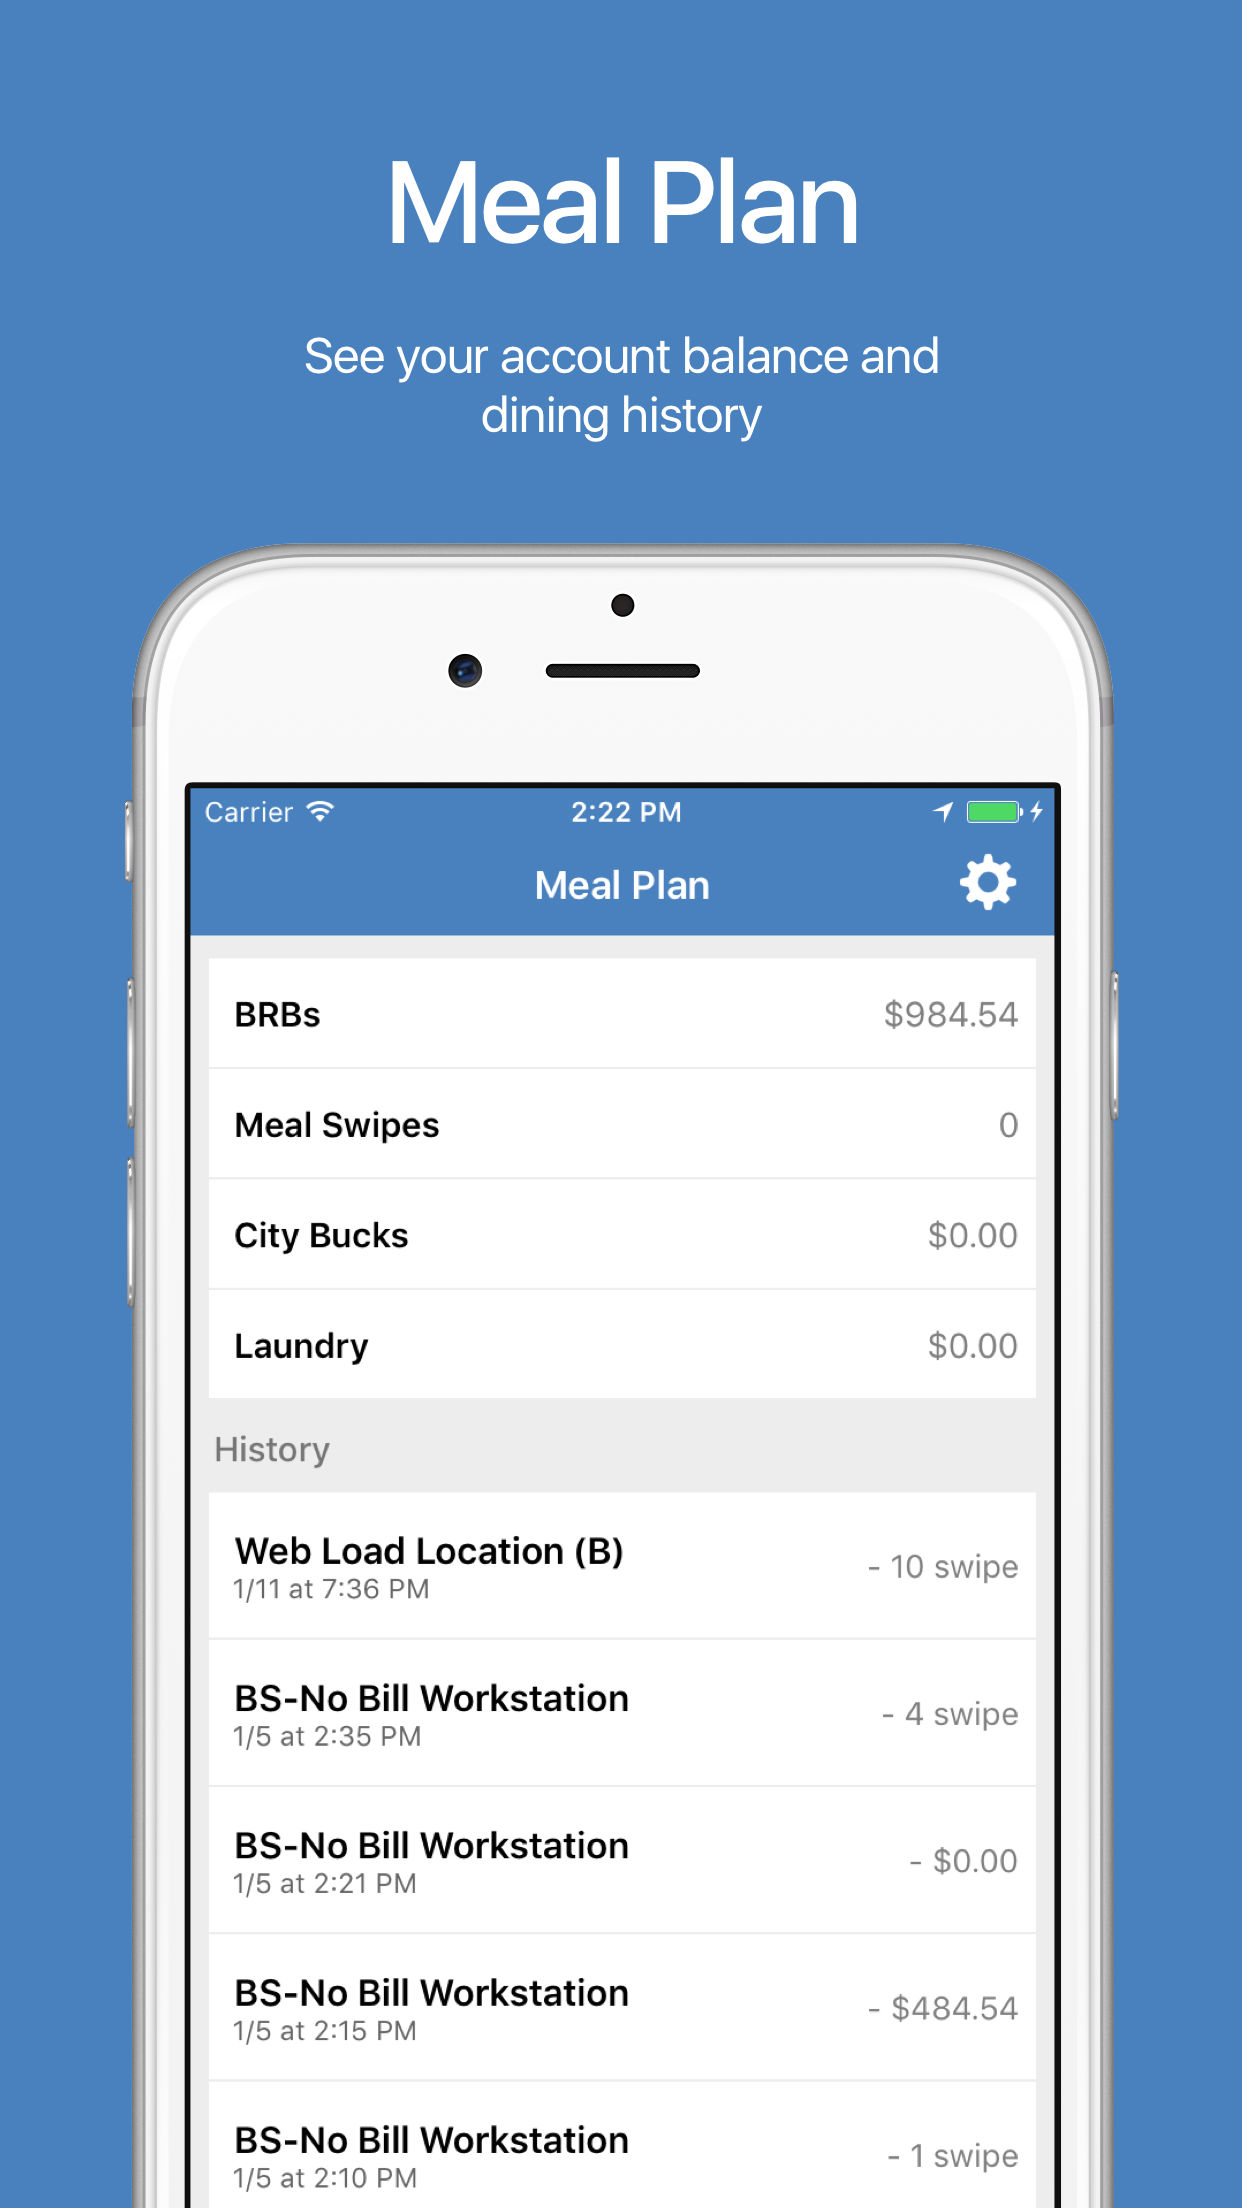 Meal Plan
See your account balance and
dining history
Carrier 2:22 PM
Meal Plan
BRBs $984.54
Meal Swipes 0
City Bucks $0.00
Laundry $0.00
History
Web Load Location (B)
1/11 at 7:36 PM
- 10 swipe
BS-No Bill Workstation
1/5 at 2:35 PM
- 4 swipe
BS-No Bill Workstation
1/5 at 2:21 PM
- $0.00
BS-No Bill Workstation
1/5 at 2:15 PM
- $484.54
BS-No Bill Workstation
1/5 at 2:10 PM
- 1 swipe